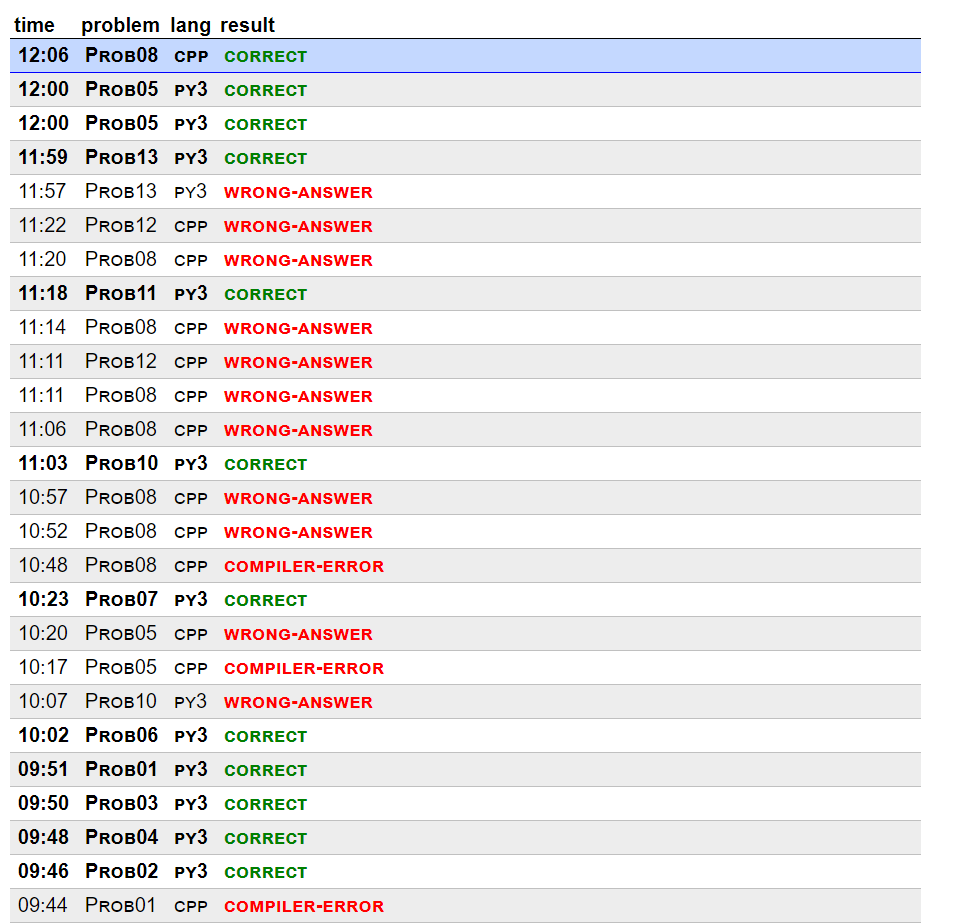 time problem lang result
12:06 PROB08 CPP CORRECT
12:00 PROB05 PY3 CORRECT
12:00 PROB05 PY3 CORRECT
11:59 PROB13 PY3 CORRECT
11:57 PROB13 PY3 WRONG-ANSWER
11:22 PROB12 CPP WRONG-ANSWER
11:20 PROB08 CPP WRONG-ANSWER
11:18 PROB11 PY3 CORRECT
11:14 PROB08 CPP WRONG-ANSWER
11:11 PROB12 CPP WRONG-ANSWER
11:11 PROB08 CPP WRONG-ANSWER
11:06 PROB08 CPP WRONG-ANSWER
11:03 PROB10 PY3 CORRECT
10:57 PROB08 CPP WRONG-ANSWER
10:52 PROB08 CPP WRONG-ANSWER
10:48 PROB08 CPP COMPILER-ERROR
10:23 PROB07 PY3 CORRECT
10:20 PROB05 CPP WRONG-ANSWER
10:17 PROB05 CPP COMPILER-ERROR
10:07 PROB10 PY3 WRONG-ANSWER
10:02 PROB06 PY3 CORRECT
09:51 PROB01 PY3 CORRECT
09:50 PROB03 PY3 CORRECT
09:48 PROB04 PY3 CORRECT
09:46 PROB02 PY3 CORRECT
09:44 PROB01 CPP COMPILER-ERROR